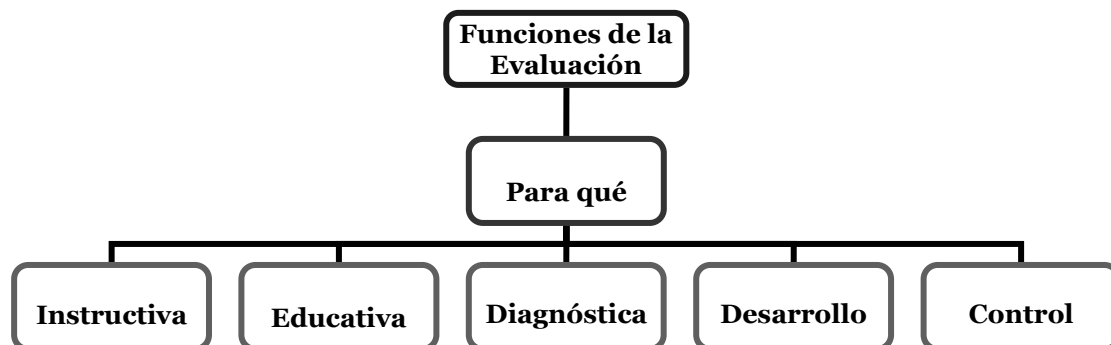 Funciones de la
Evaluación
Para qué
Instructiva
Educativa
Diagnóstica
Desarrollo
Control